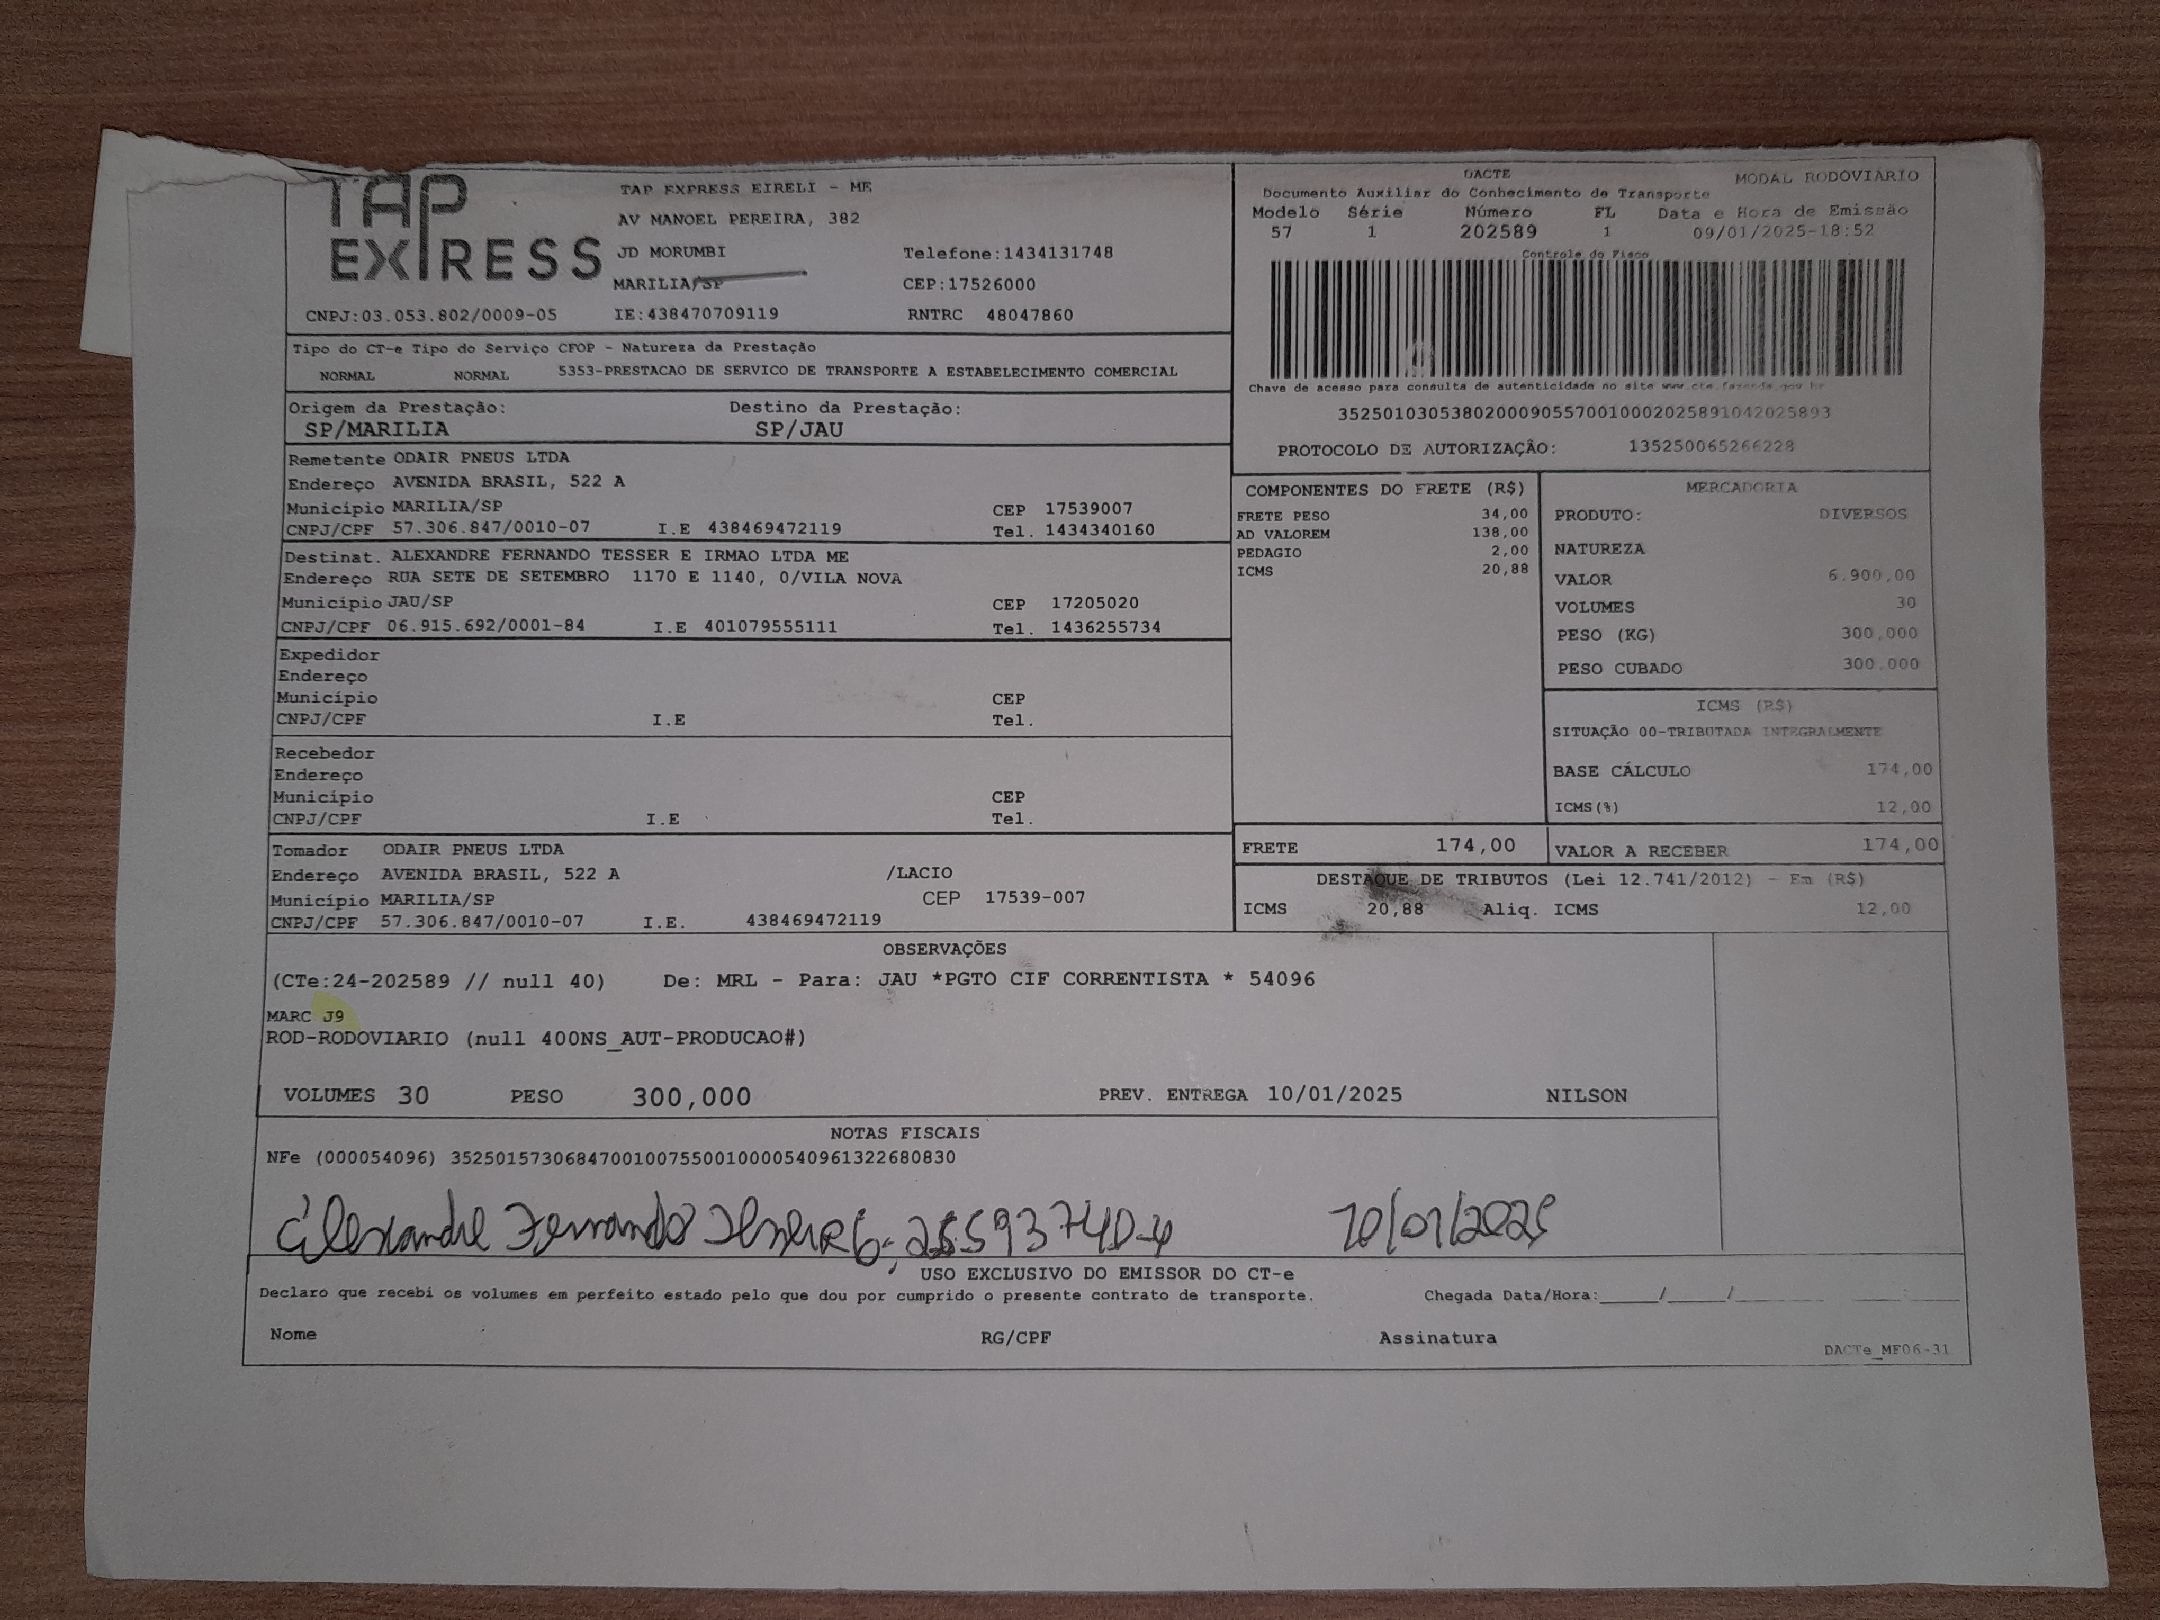 TAP
EXPRESS
TAP EXPRESS EIRELI - ME
AV MANOEL PEREIRA, 382
JD MORUMBI
Telefone:1434131748
MARILIA/SP
CEP:17526000
CNPJ:03.053.802/0009-05
IE:438470709119
RNTRC 48047860
DACTE
MODAL RODOVIÁRIO
Documento Auxiliar do Conhecimento de Transporte
Modelo Série Número FL Data e Hora de Emissão
57 1 202589 1 09/01/2025-18:52
Controle do Fisco
Chave de acesso para consulta de autenticidade no site www.cte.fazenda.gov.br
35250103053802000905570010002025891042025893
PROTOCOLO DE AUTORIZAÇÃO: 135250065266228
Tipo do CT-e Tipo do Serviço CFOP - Natureza da Prestação
NORMAL NORMAL 5353-PRESTACAO DE SERVICO DE TRANSPORTE A ESTABELECIMENTO COMERCIAL
Origem da Prestação: Destino da Prestação:
SP/MARILIA SP/JAU
Remetente ODAIR PNEUS LTDA
Endereço AVENIDA BRASIL, 522 A
Município MARILIA/SP CEP 17539007
CNPJ/CPF 57.306.847/0010-07 I.E 438469472119 Tel. 1434340160
Destinat. ALEXANDRE FERNANDO TESSER E IRMAO LTDA ME
Endereço RUA SETE DE SETEMBRO 1170 E 1140, 0/VILA NOVA
Município JAU/SP CEP 17205020
CNPJ/CPF 06.915.692/0001-84 I.E 401079555111 Tel. 1436255734
Expedidor
Endereço
Município CEP
CNPJ/CPF I.E Tel.
Recebedor
Endereço
Município CEP
CNPJ/CPF I.E Tel.
Tomador ODAIR PNEUS LTDA
Endereço AVENIDA BRASIL, 522 A /LACIO
Município MARILIA/SP CEP 17539-007
CNPJ/CPF 57.306.847/0010-07 I.E. 438469472119
COMPONENTES DO FRETE (R$)
FRETE PESO 34,00
AD VALOREM 138,00
PEDAGIO 2,00
ICMS 20,88
MERCADORIA
PRODUTO: DIVERSOS
NATUREZA
VALOR 6.900,00
VOLUMES 30
PESO (KG) 300,000
PESO CUBADO 300.000
ICMS (R$)
SITUAÇÃO 00-TRIBUTADA INTEGRALMENTE
BASE CÁLCULO 174,00
ICMS(%) 12,00
FRETE 174,00
VALOR A RECEBER 174,00
DESTAQUE DE TRIBUTOS (Lei 12.741/2012) - Em (R$)
ICMS 20,88 Aliq. ICMS 12,00
OBSERVAÇÕES
(CTe:24-202589 // null 40) De: MRL - Para: JAU *PGTO CIF CORRENTISTA * 54096
MARC J9
ROD-RODOVIARIO (null 400NS_AUT-PRODUCAO#)
VOLUMES 30 PESO 300,000 PREV. ENTREGA 10/01/2025 NILSON
NOTAS FISCAIS
NFe (000054096) 35250157306847001007550010000540961322680830
Alexandre Fernando Tesser RG: 25593740-4 10/01/2025
USO EXCLUSIVO DO EMISSOR DO CT-e
Declaro que recebi os volumes em perfeito estado pelo que dou por cumprido o presente contrato de transporte. Chegada Data/Hora:____/____/____ __:__
Nome RG/CPF Assinatura
DACTe_MF06-31